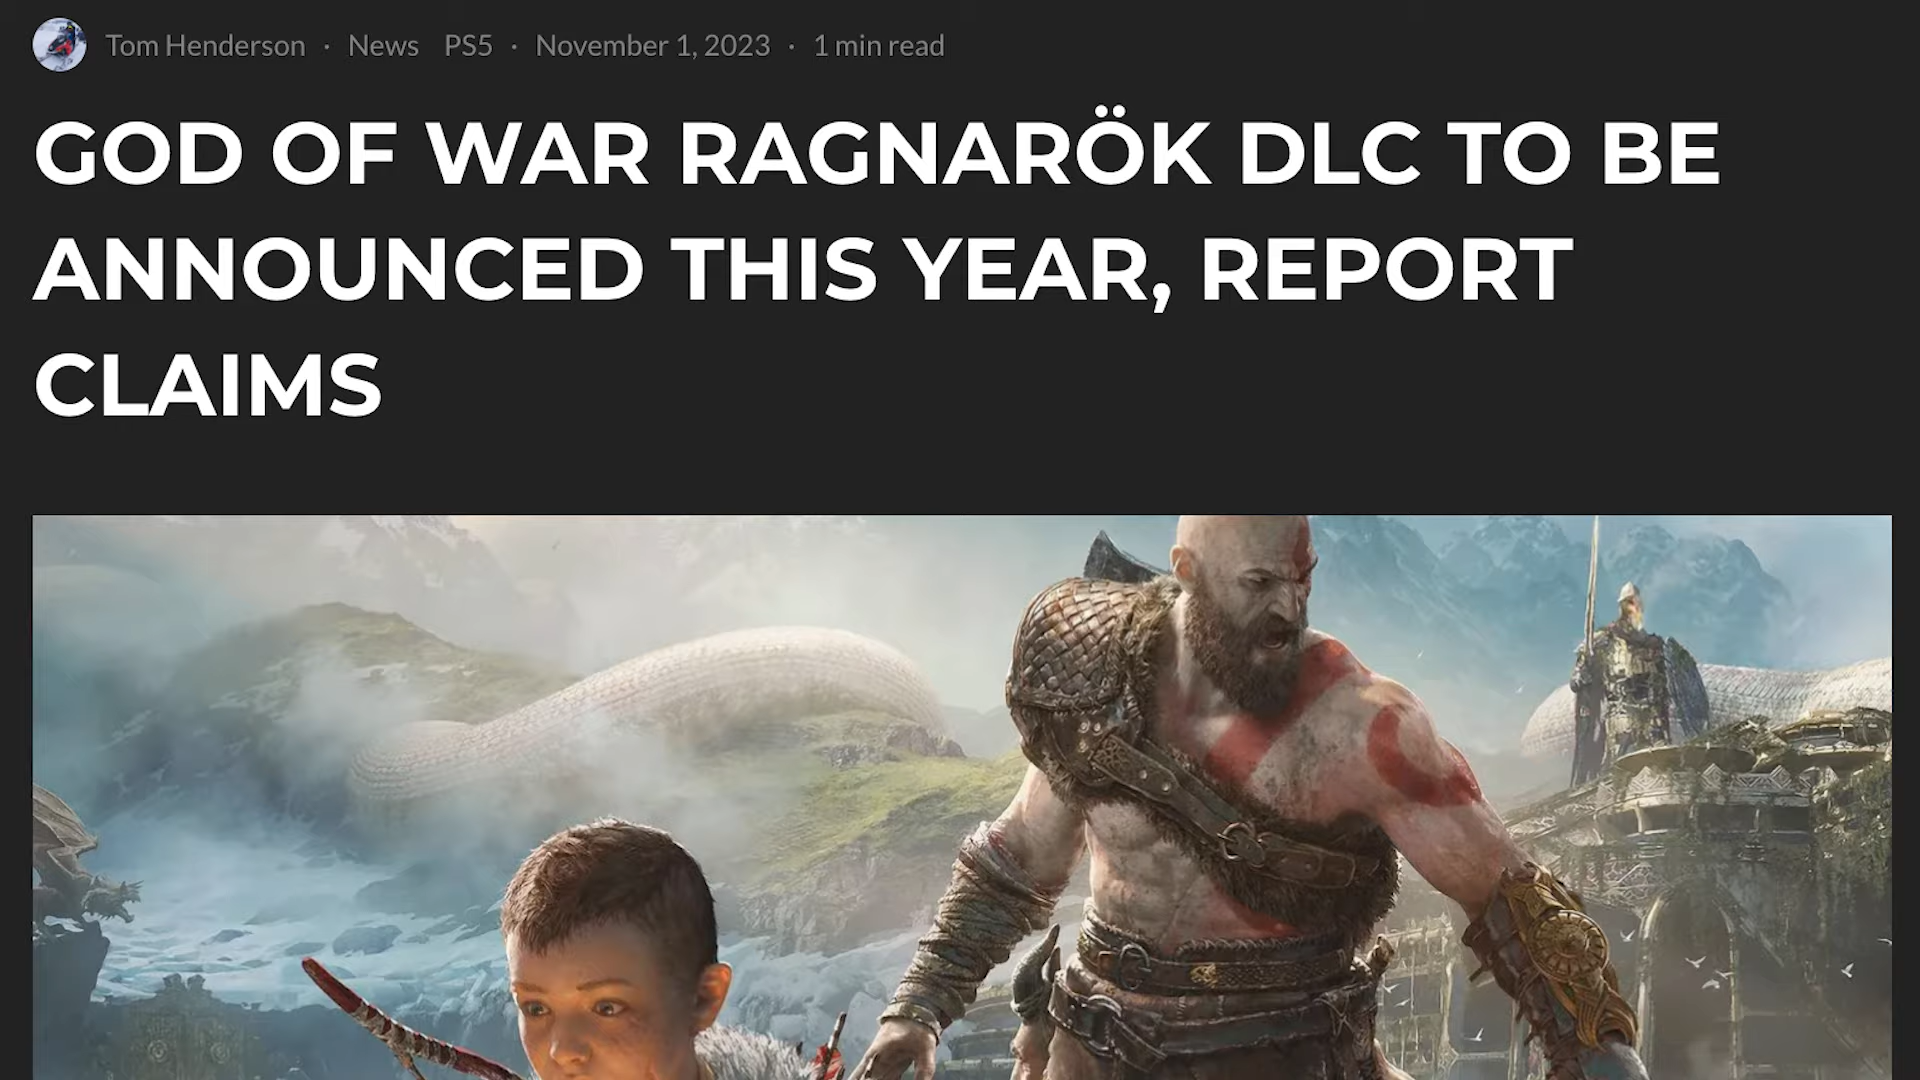 Tom Henderson · News PS5 · November 1, 2023 · 1 min read
GOD OF WAR RAGNARÖK DLC TO BE
ANNOUNCED THIS YEAR, REPORT
CLAIMS